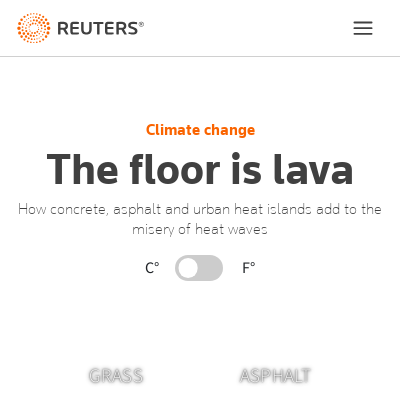 REUTERS®
Climate change
The floor is lava
How concrete, asphalt and urban heat islands add to the
misery of heat waves
C° F°
GRASS ASPHALT